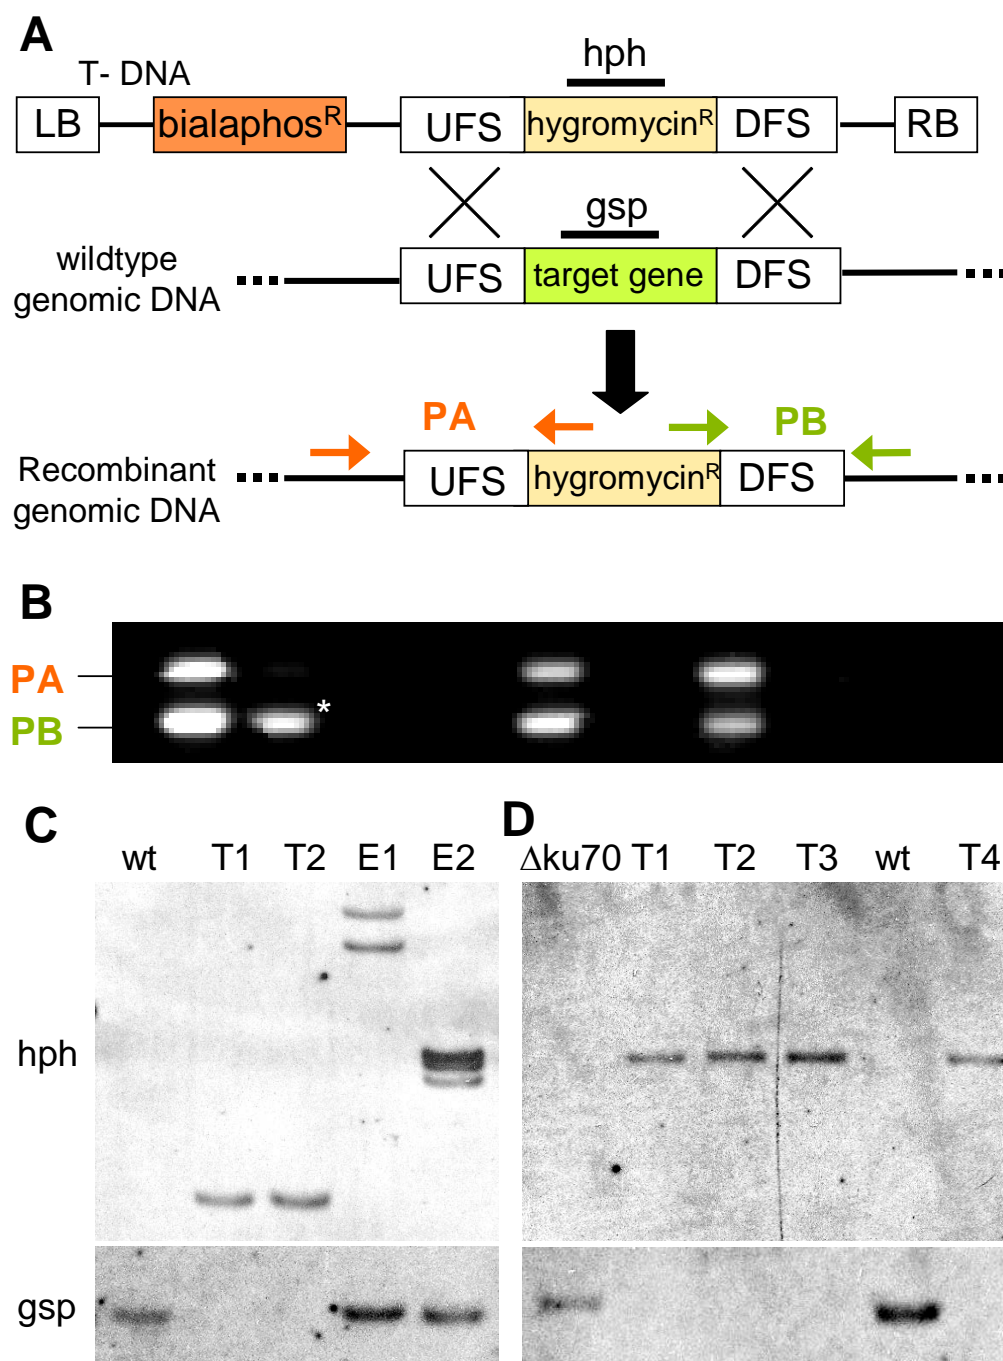 A
hph
T- DNA
LB
bialaphosR
UFS
hygromycinR
DFS
RB
gsp
wildtype
genomic DNA
UFS
target gene
DFS
PA
PB
Recombinant
genomic DNA
UFS
hygromycinR
DFS
B
PA
PB
*
C
wt
T1
T2
E1
E2
hph
gsp
D
Δku70
T1
T2
T3
wt
T4